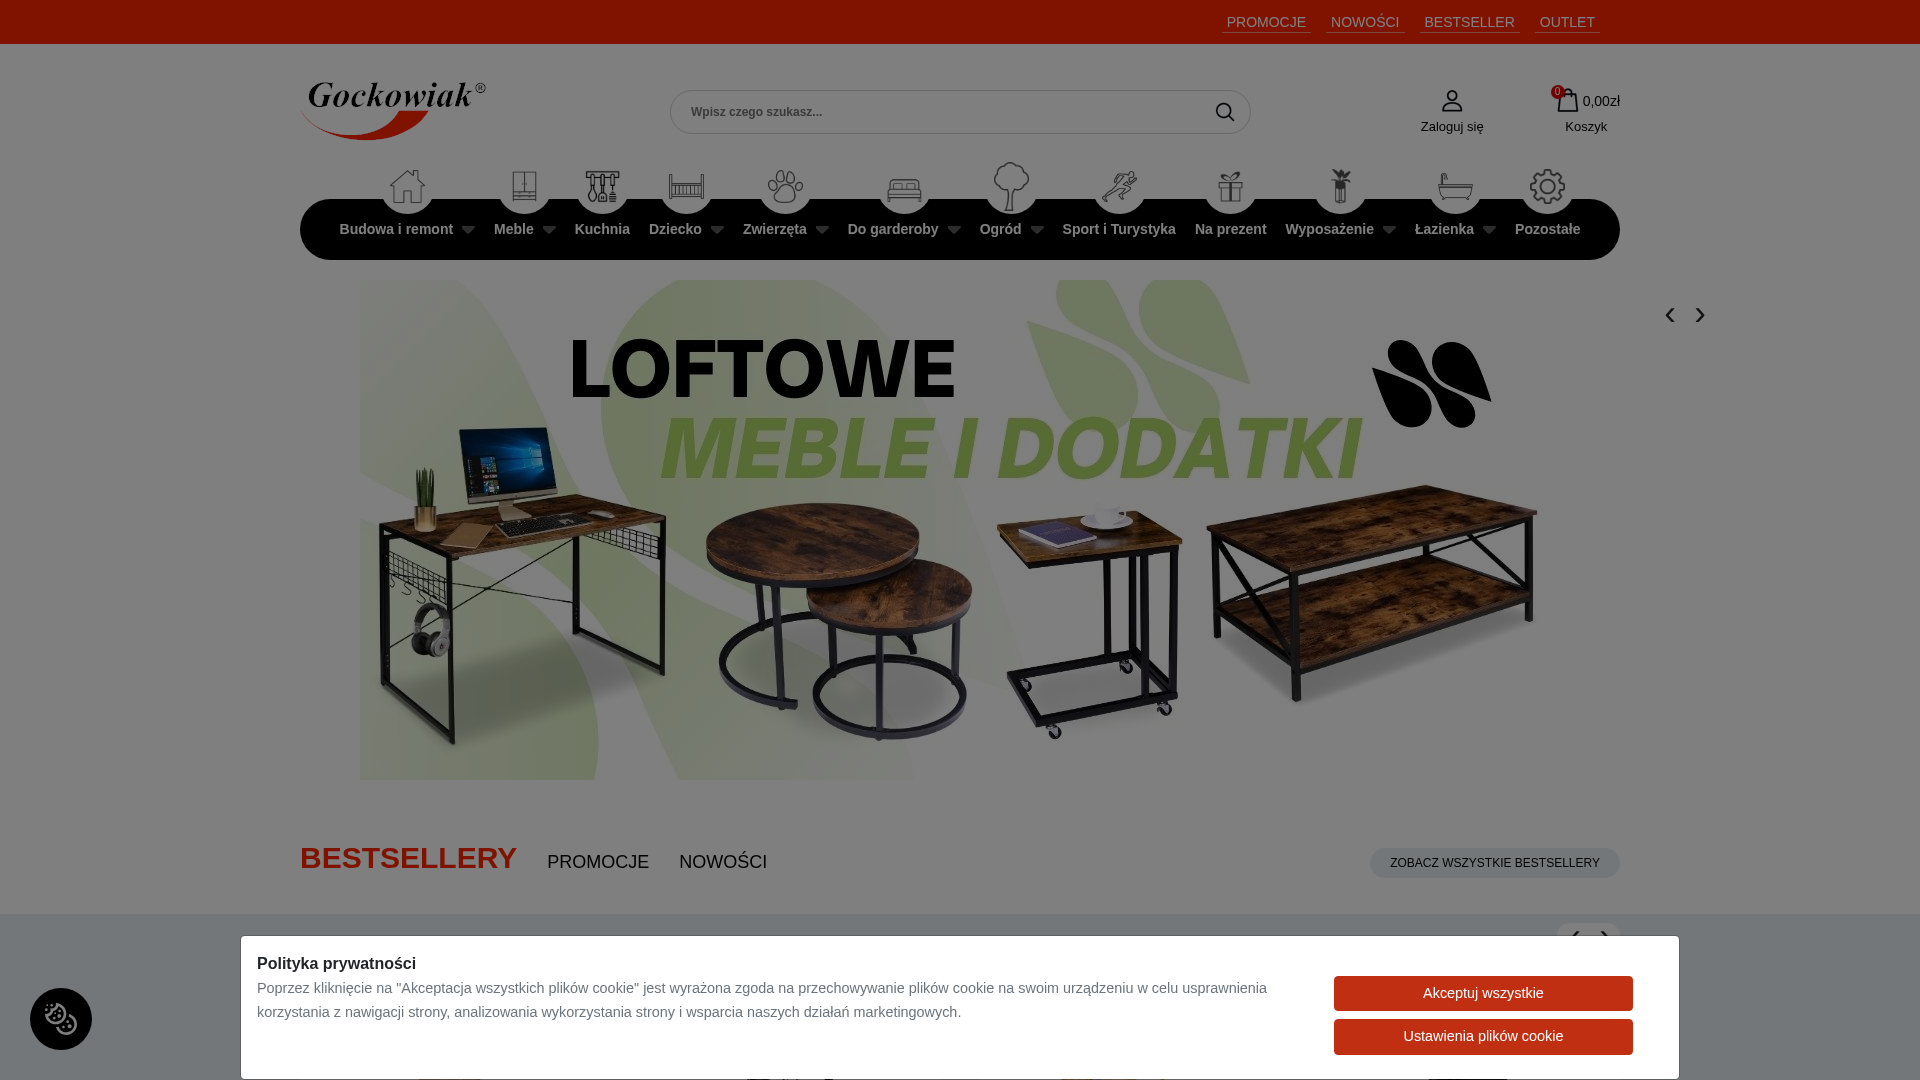 PROMOCJE NOWOŚCI BESTSELLER OUTLET
Gockowiak®
Wpisz czego szukasz...
0
0,00zł
Zaloguj się
Koszyk
Budowa i remont Meble Kuchnia Dziecko Zwierzęta Do garderoby Ogród Sport i Turystyka Na prezent Wyposażenie Łazienka Pozostałe
LOFTOWE
MEBLE I DODATKI
BESTSELLERY PROMOCJE NOWOŚCI ZOBACZ WSZYSTKIE BESTSELLERY
Polityka prywatności
Poprzez kliknięcie na "Akceptacja wszystkich plików cookie" jest wyrażona zgoda na przechowywanie plików cookie na swoim urządzeniu w celu usprawnienia
korzystania z nawigacji strony, analizowania wykorzystania strony i wsparcia naszych działań marketingowych.
Akceptuj wszystkie
Ustawienia plików cookie